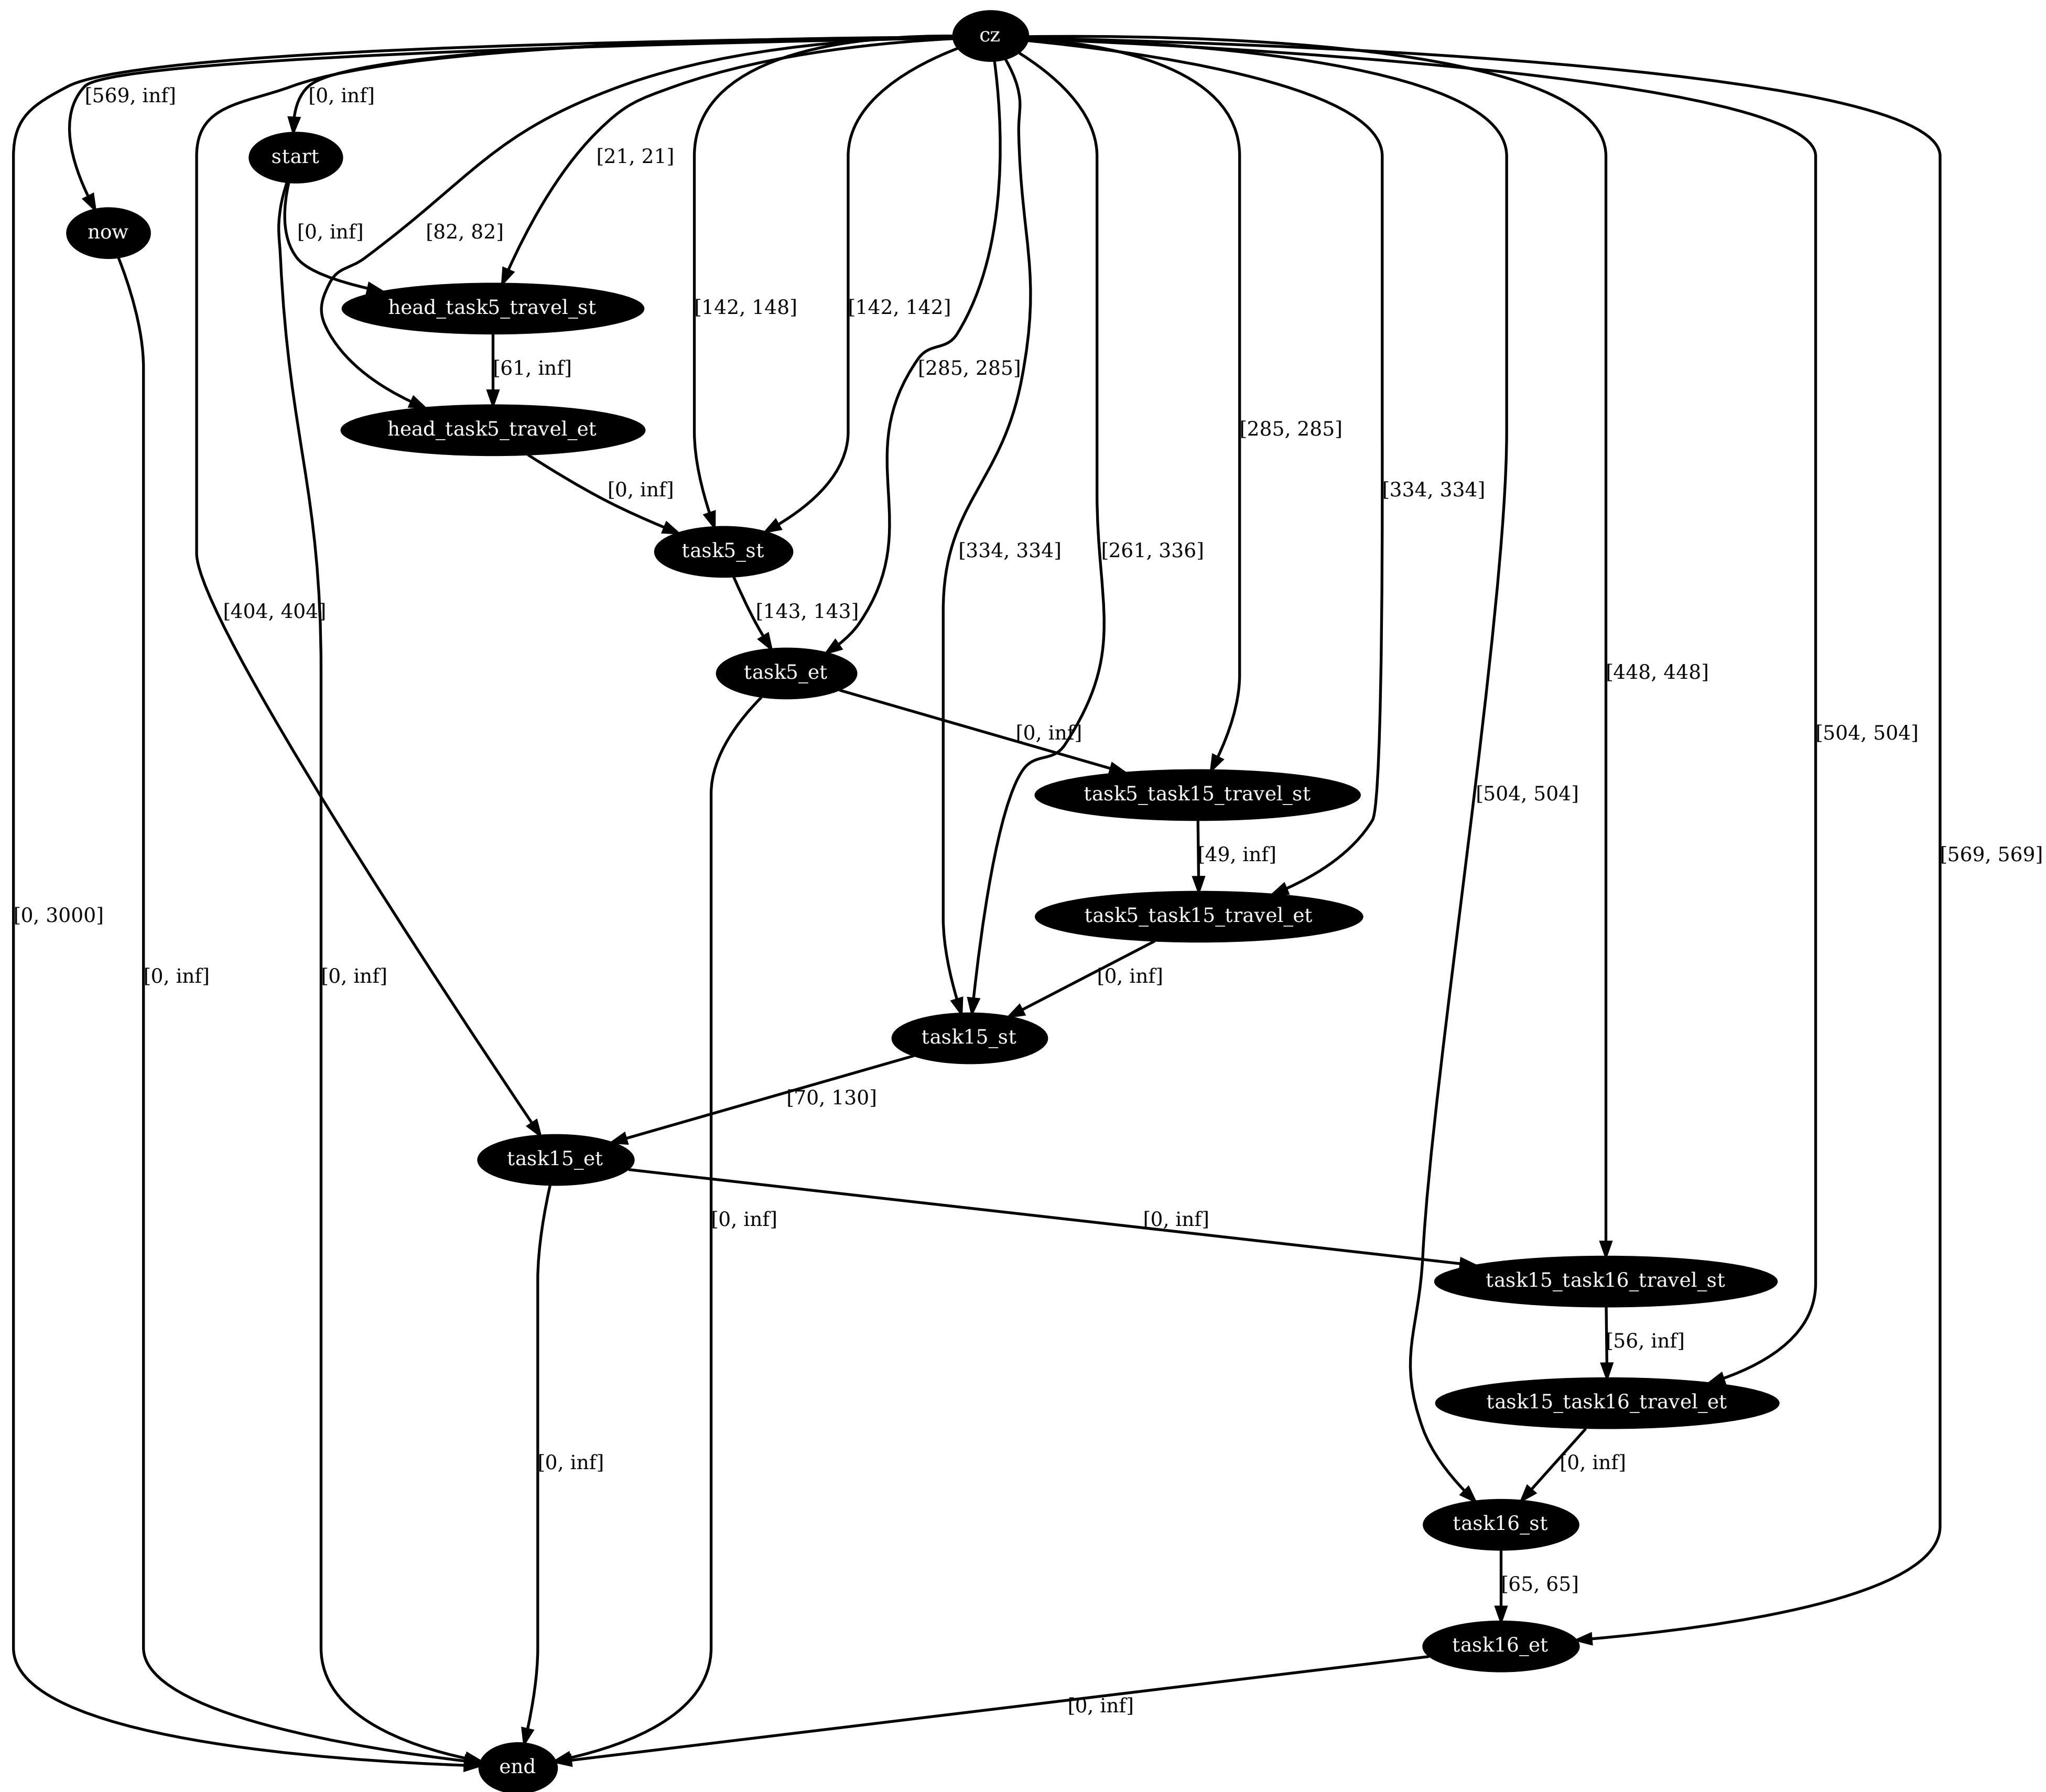 cz
[569, inf]
[0, inf]
start
[21, 21]
now
[0, inf]
[82, 82]
head_task5_travel_st
[142, 148]
[142, 142]
[61, inf]
[285, 285]
head_task5_travel_et
[285, 285]
[0, inf]
[334, 334]
task5_st
[334, 334]
[261, 336]
[404, 404]
[143, 143]
task5_et
[448, 448]
[0, inf]
[504, 504]
task5_task15_travel_st
[504, 504]
[49, inf]
[569, 569]
[0, 3000]
task5_task15_travel_et
[0, inf]
[0, inf]
[0, inf]
task15_st
[70, 130]
task15_et
[0, inf]
[0, inf]
task15_task16_travel_st
[56, inf]
task15_task16_travel_et
[0, inf]
[0, inf]
task16_st
[65, 65]
task16_et
[0, inf]
end